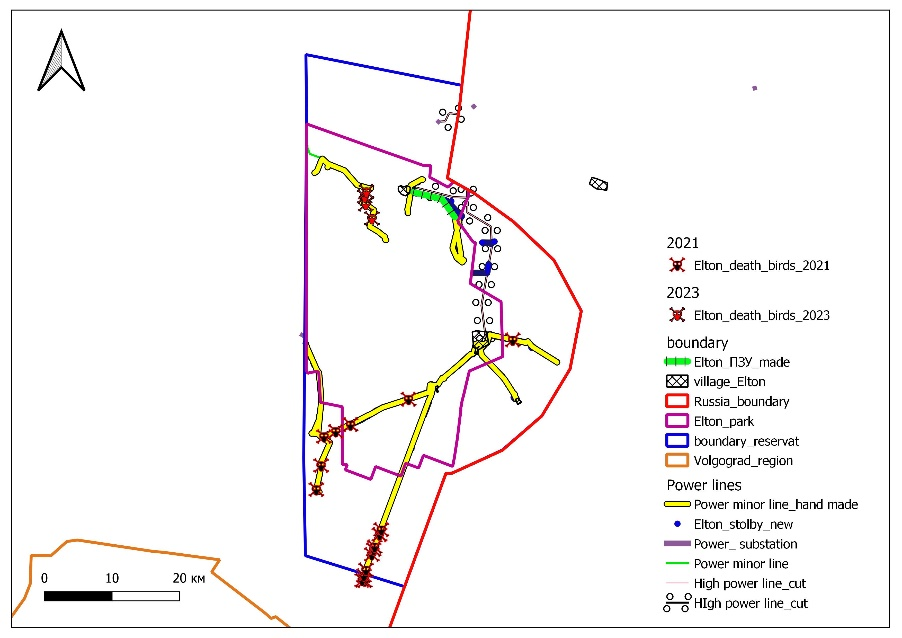 2021
Elton_death_birds_2021
2023
Elton_death_birds_2023
boundary
Elton_ПЗУ_made
village_Elton
Russia_boundary
Elton_park
boundary_reservat
Volgograd_region
Power lines
Power minor line_hand made
Elton_stolby_new
Power_ substation
Power minor line
High power line_cut
HIgh power line_cut
0 10 20 км